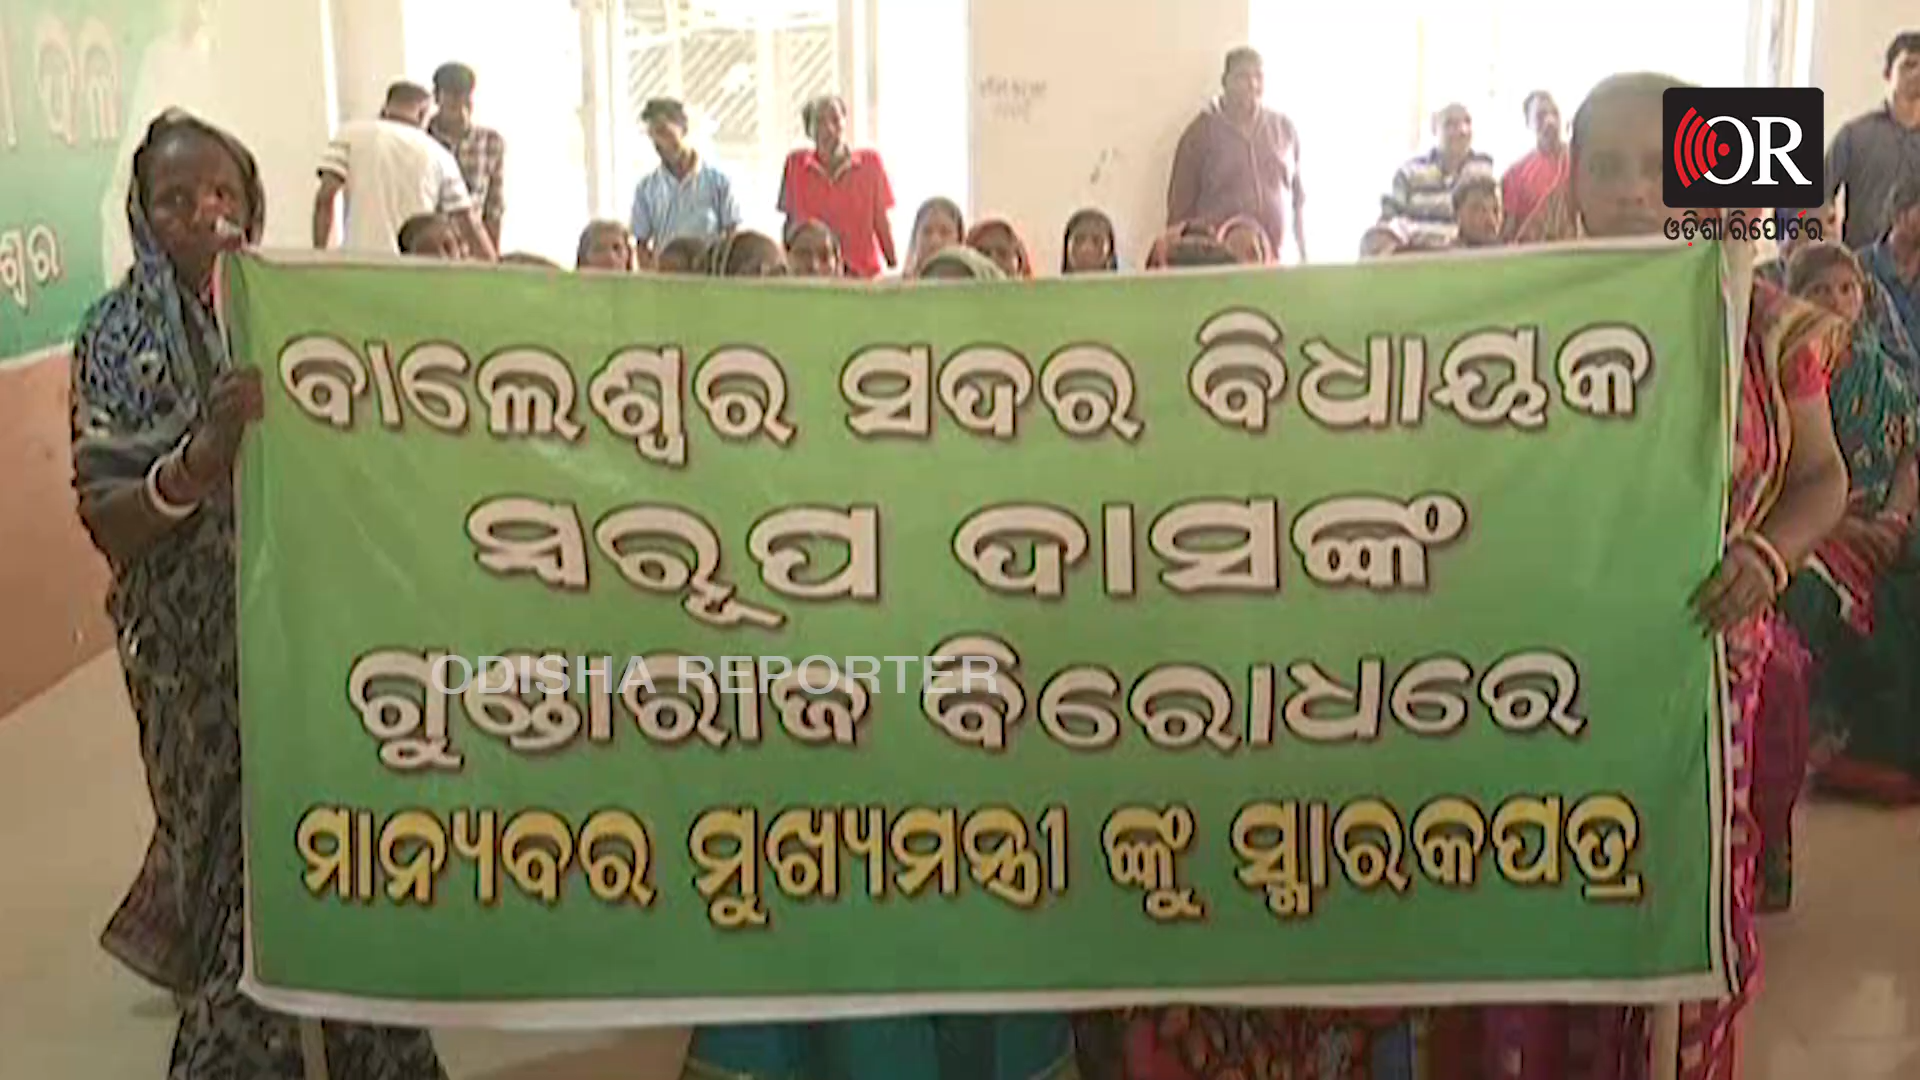 ବାଲେଶ୍ୱର ସଦର ବିଧାୟକ
ସ୍ୱରୂପ ଦାସଙ୍କ
ଗୁଣ୍ଡାରାଜ ବିରୋଧରେ
ମାନ୍ୟବର ମୁଖ୍ୟମନ୍ତ୍ରୀ ଙ୍କୁ ସ୍ମାରକପତ୍ର
ODISHA REPORTER
OR
ଓଡ଼ିଶା ରିପୋର୍ଟର